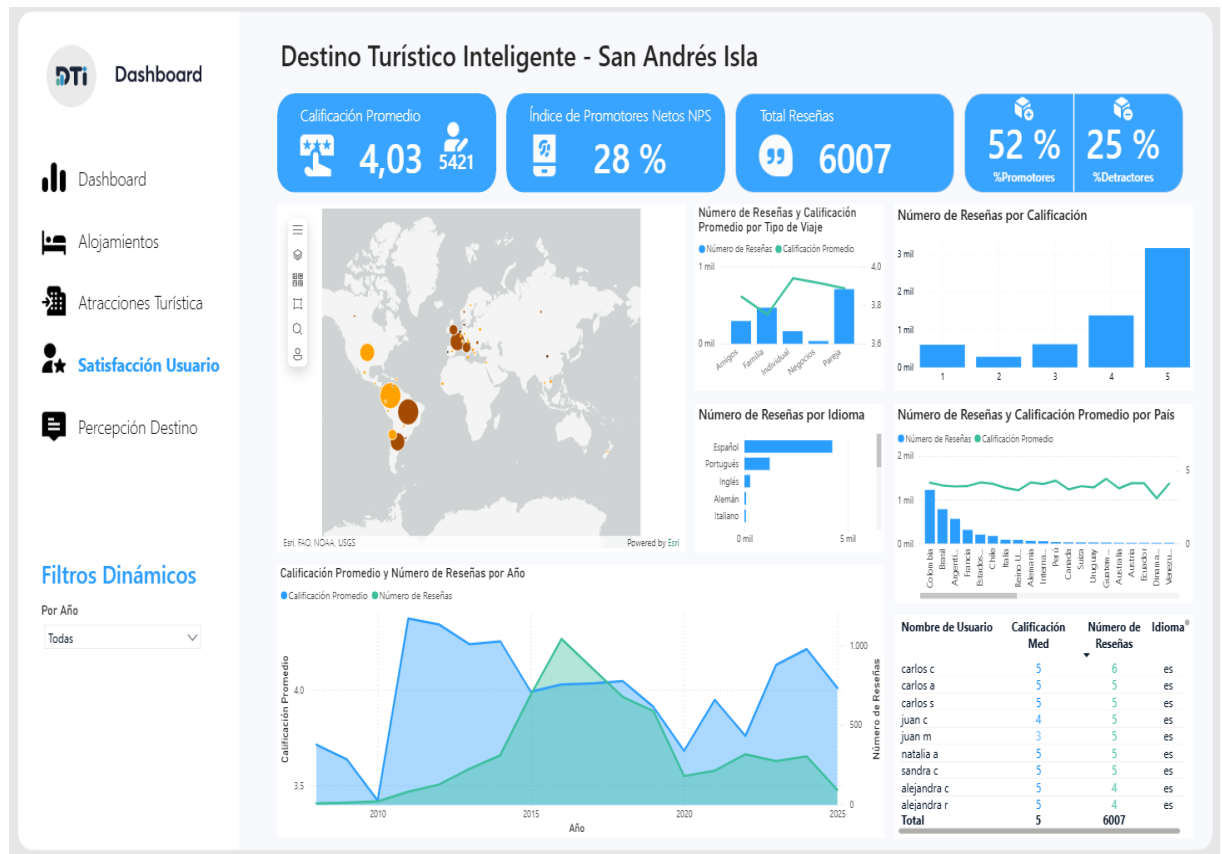 DTi Dashboard
Dashboard
Alojamientos
Atracciones Turística
Satisfacción Usuario
Percepción Destino
Filtros Dinámicos
Por Año
Todas
Destino Turístico Inteligente - San Andrés Isla
Calificación Promedio
4,03
5421
Índice de Promotores Netos NPS
28 %
Total Reseñas
6007
52 %
%Promotores
25 %
%Detractores
Esri, FAO, NOAA, USGS
Powered by Esri
Número de Reseñas y Calificación
Promedio por Tipo de Viaje
Número de Reseñas Calificación Promedio
1 mil
0 mil
4.0
3.8
3.6
Amigos
Familia
Individual
Negocios
Pareja
Número de Reseñas por Calificación
3 mil
2 mil
1 mil
0 mil
1 2 3 4 5
Número de Reseñas por Idioma
Español
Portugués
Inglés
Alemán
Italiano
0 mil 5 mil
Número de Reseñas y Calificación Promedio por País
Número de Reseñas Calificación Promedio
2 mil
1 mil
0 mil
5
0
Colombia
Brasil
Argenti...
Francia
Estados...
Chile
Italia
Reino U...
Alemania
Interna...
Perú
Canada
Suiza
Uruguay
Guatem...
Australia
Austria
Ecuador
Dinama...
Venezu...
Calificación Promedio y Número de Reseñas por Año
Calificación Promedio Número de Reseñas
Calificación Promedio
4.0
3.5
1.000
500
0
Número de Reseñas
2010 2015 2020 2025
Año
Nombre de Usuario Calificación Med Número de Reseñas Idioma
carlos c 5 6 es
carlos a 5 5 es
carlos s 5 5 es
juan c 4 5 es
juan m 3 5 es
natalia a 5 5 es
sandra c 5 5 es
alejandra c 5 4 es
alejandra r 5 4 es
Total 5 6007